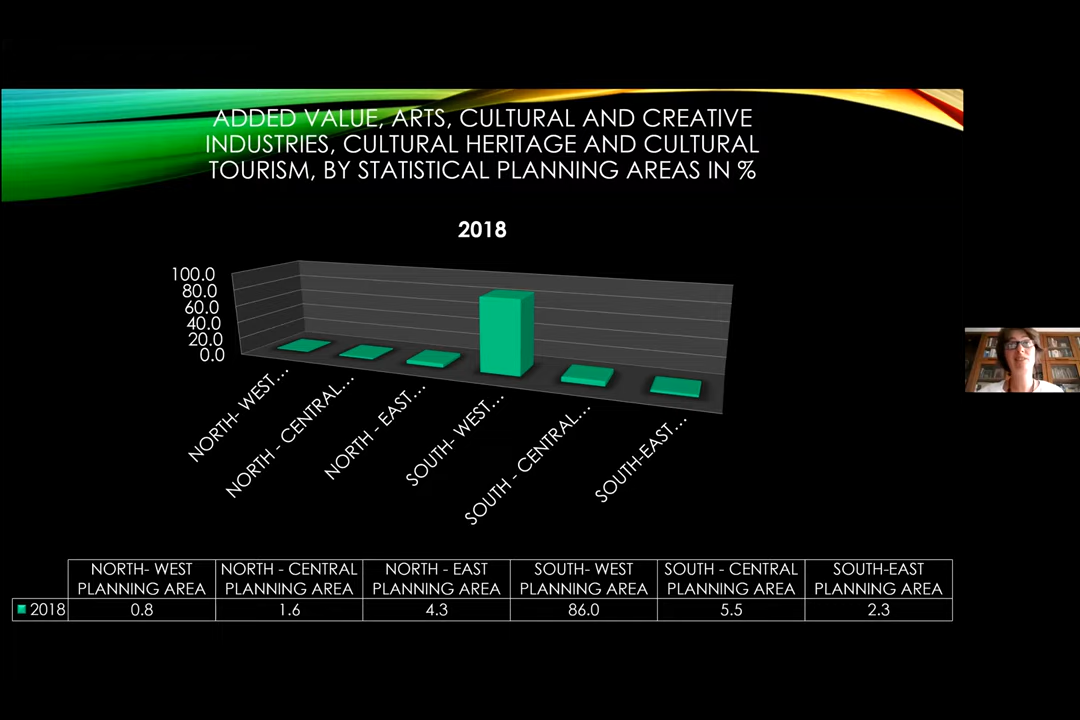 ADDED VALUE, ARTS, CULTURAL AND CREATIVE
INDUSTRIES, CULTURAL HERITAGE AND CULTURAL
TOURISM, BY STATISTICAL PLANNING AREAS IN %
2018
100.0
80.0
60.0
40.0
20.0
0.0
NORTH- WEST...
NORTH - CENTRAL...
NORTH - EAST...
SOUTH- WEST...
SOUTH - CENTRAL...
SOUTH-EAST...
NORTH- WEST PLANNING AREA
NORTH - CENTRAL PLANNING AREA
NORTH - EAST PLANNING AREA
SOUTH- WEST PLANNING AREA
SOUTH - CENTRAL PLANNING AREA
SOUTH-EAST PLANNING AREA
2018 0.8 1.6 4.3 86.0 5.5 2.3